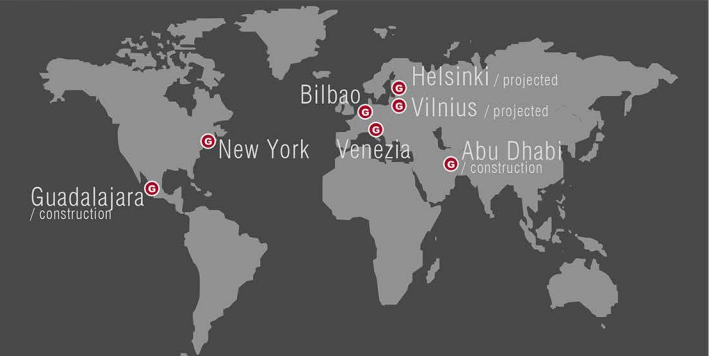 Helsinki / projected
Bilbao
Vilnius / projected
New York
Venezia
Abu Dhabi
/ construction
Guadalajara
/ construction
G
G
G
G
G
G
G